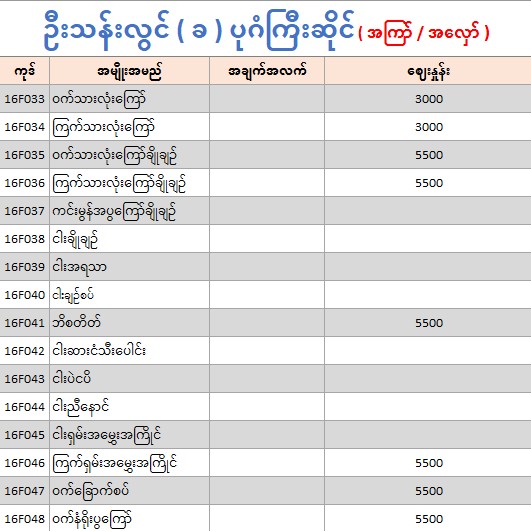 ဦးသန်းလွင် ( ခ ) ပုဂံကြီးဆိုင် ( အကြော် / အလှော် )
ကုဒ် အမျိုးအမည် အချက်အလက် ဈေးနှုန်း
16F033 ဝက်သားလုံးကြော် 3000
16F034 ကြက်သားလုံးကြော် 3000
16F035 ဝက်သားလုံးကြော်ချိုချဉ် 5500
16F036 ကြက်သားလုံးကြော်ချိုချဉ် 5500
16F037 ကင်းမွန်အပွကြော်ချိုချဉ်
16F038 ငါးချိုချဉ်
16F039 ငါးအရသာ
16F040 ငါးချဉ်စပ်
16F041 ဘိစတိတ် 5500
16F042 ငါးဆားငံသီးပေါင်း
16F043 ငါးပဲငပိ
16F044 ငါးညီနောင်
16F045 ငါးရှမ်းအမွှေးအကြိုင်
16F046 ကြက်ရှမ်းအမွှေးအကြိုင် 5500
16F047 ဝက်ခြောက်စပ် 5500
16F048 ဝက်နံရိုးပွကြော် 5500